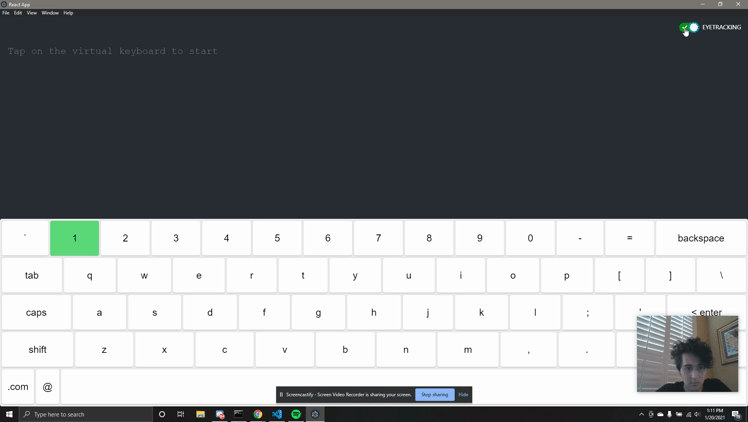 React App
File Edit View Window Help
EYETRACKING
Tap on the virtual keyboard to start
` 1 2 3 4 5 6 7 8 9 0 - = backspace
tab q w e r t y u i o p [ ] \
caps a s d f g h j k l ; ' < enter
shift z x c v b n m , .
.com @
Screencastify - Screen Video Recorder is sharing your screen. Stop sharing Hide
Type here to search
1:11 PM
1/20/2021